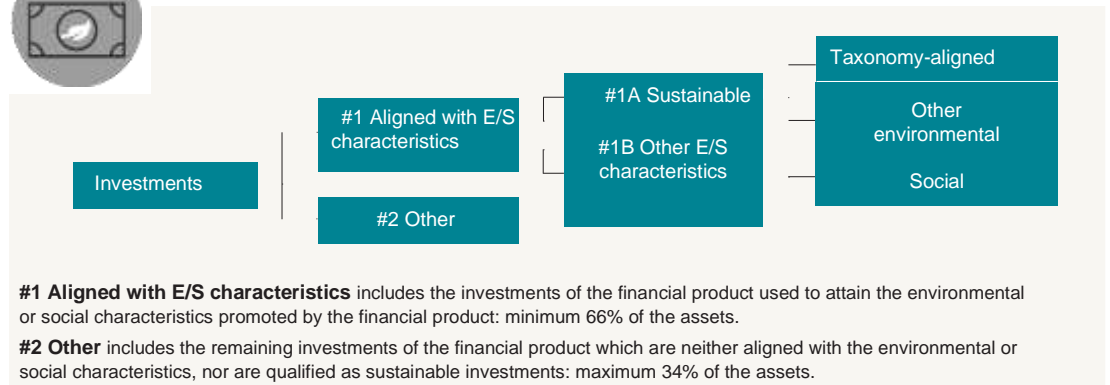 Taxonomy-aligned
#1A Sustainable
#1 Aligned with E/S
characteristics
Other
environmental
#1B Other E/S
characteristics
Investments
Social
#2 Other
#1 Aligned with E/S characteristics includes the investments of the financial product used to attain the environmental
or social characteristics promoted by the financial product: minimum 66% of the assets.
#2 Other includes the remaining investments of the financial product which are neither aligned with the environmental or
social characteristics, nor are qualified as sustainable investments: maximum 34% of the assets.